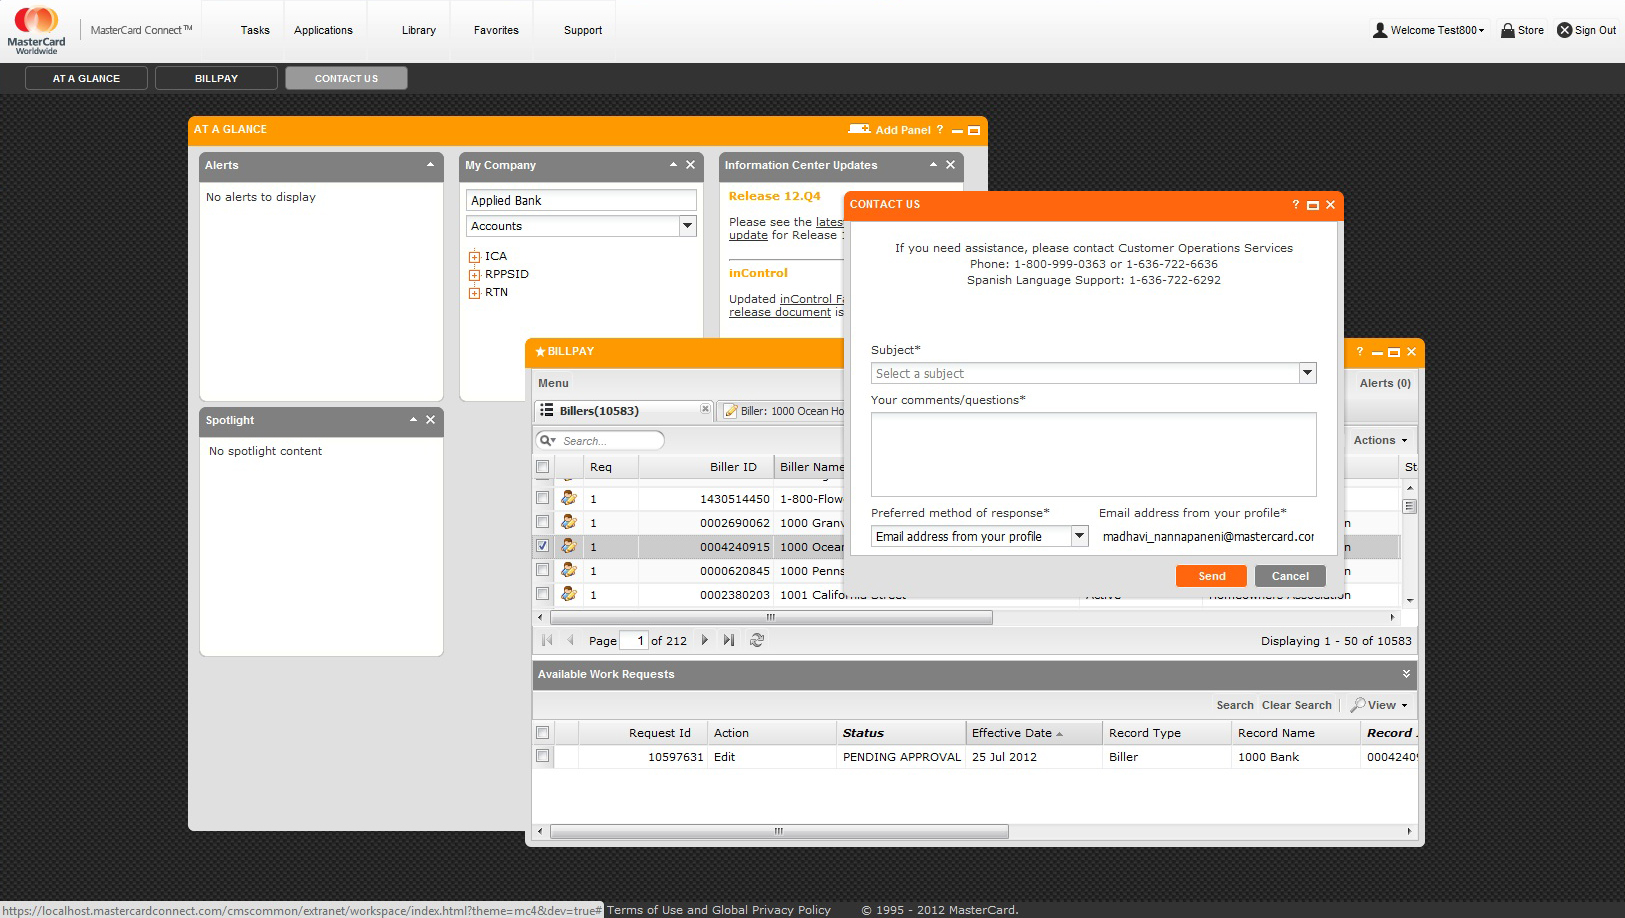 MasterCard
Worldwide
MasterCard Connect™
Tasks
Applications
Library
Favorites
Support
Welcome Test800
Store
Sign Out
AT A GLANCE
BILLPAY
CONTACT US
AT A GLANCE
Add Panel ?
Alerts
No alerts to display
My Company
Applied Bank
Accounts
ICA
RPPSID
RTN
Information Center Updates
Release 12.Q4
Please see the
update for Release
inControl
Updated inControl
release document is
Spotlight
No spotlight content
CONTACT US
?
If you need assistance, please contact Customer Operations Services
Phone: 1-800-999-0363 or 1-636-722-6636
Spanish Language Support: 1-636-722-6292
Subject*
Select a subject
Your comments/questions*
Preferred method of response*
Email address from your profile*
Email address from your profile
madhavi_nannapaneni@mastercard.cor
Send
Cancel
BILLPAY
?
Menu
Alerts (0)
Billers(10583)
Biller: 1000 Ocean Ho
Search...
Actions
Req Biller ID Biller Name St
1 1430514450 1-800-Flow
1 0002690062 1000 Granv
1 0004240915 1000 Ocea
1 0000620845 1000 Penns
1 0002380203 1001 California Street Active Homeowners Association
Page 1 of 212
Displaying 1 - 50 of 10583
Available Work Requests
Search Clear Search View
Request Id Action Status Effective Date Record Type Record Name Record
10597631 Edit PENDING APPROVAL 25 Jul 2012 Biller 1000 Bank 00042409
https://localhost.mastercardconnect.com/cmscommon/extranet/workspace/index.html?theme=mc4&dev=true#
Terms of Use and Global Privacy Policy
© 1995 - 2012 MasterCard.